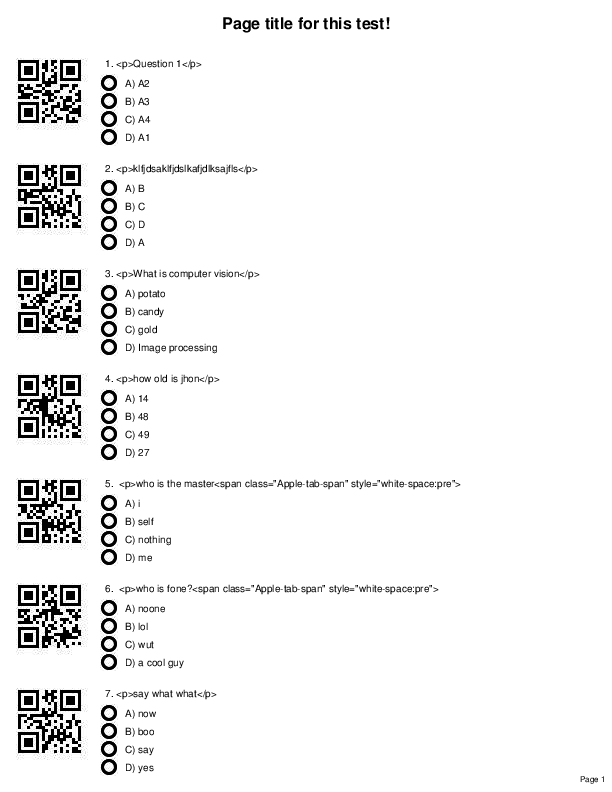 Page title for this test!
1. <p>Question 1</p>
A) A2
B) A3
C) A4
D) A1
2. <p>klfjdsaklfjdslkafjdlksajfls</p>
A) B
B) C
C) D
D) A
3. <p>What is computer vision</p>
A) potato
B) candy
C) gold
D) Image processing
4. <p>how old is jhon</p>
A) 14
B) 48
C) 49
D) 27
5. <p>who is the master<span class="Apple-tab-span" style="white-space:pre">
A) i
B) self
C) nothing
D) me
6. <p>who is fone?<span class="Apple-tab-span" style="white-space:pre">
A) noone
B) lol
C) wut
D) a cool guy
7. <p>say what what</p>
A) now
B) boo
C) say
D) yes
Page 1